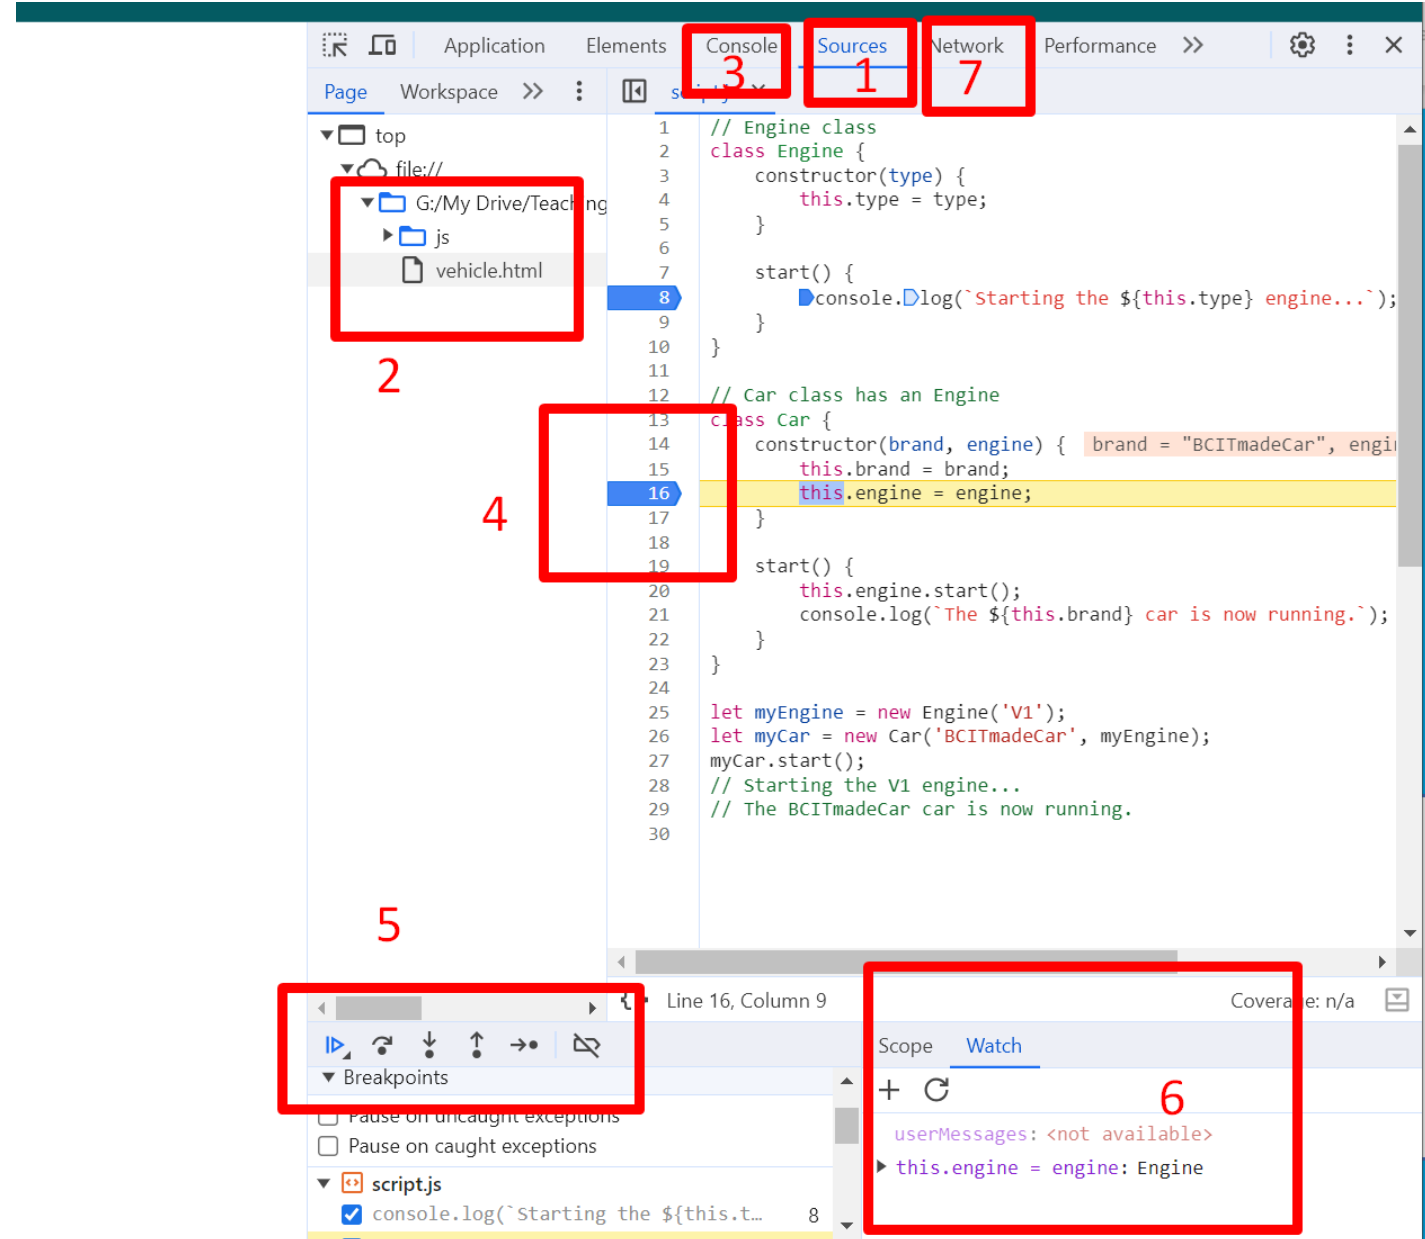 Application Elements Console Sources Network Performance
3 1 7
Page Workspace
top
file://
G:/My Drive/Teaching
js
vehicle.html
2
1 // Engine class
2 class Engine {
3 constructor(type) {
4 this.type = type;
5 }
6
7 start() {
8 console.log(`Starting the ${this.type} engine...`);
9 }
10 }
11
12 // Car class has an Engine
13 class Car {
14 constructor(brand, engine) { brand = "BCITmadeCar", engi
15 this.brand = brand;
16 this.engine = engine;
17 }
18
19 start() {
20 this.engine.start();
21 console.log(`The ${this.brand} car is now running.`);
22 }
23 }
24
25 let myEngine = new Engine('V1');
26 let myCar = new Car('BCITmadeCar', myEngine);
27 myCar.start();
28 // Starting the V1 engine...
29 // The BCITmadeCar car is now running.
30
4
5
Line 16, Column 9 Coverage: n/a
Breakpoints
Pause on uncaught exceptions
Pause on caught exceptions
script.js
console.log(`Starting the ${this.t… 8
Scope Watch
6
userMessages: <not available>
this.engine = engine: Engine